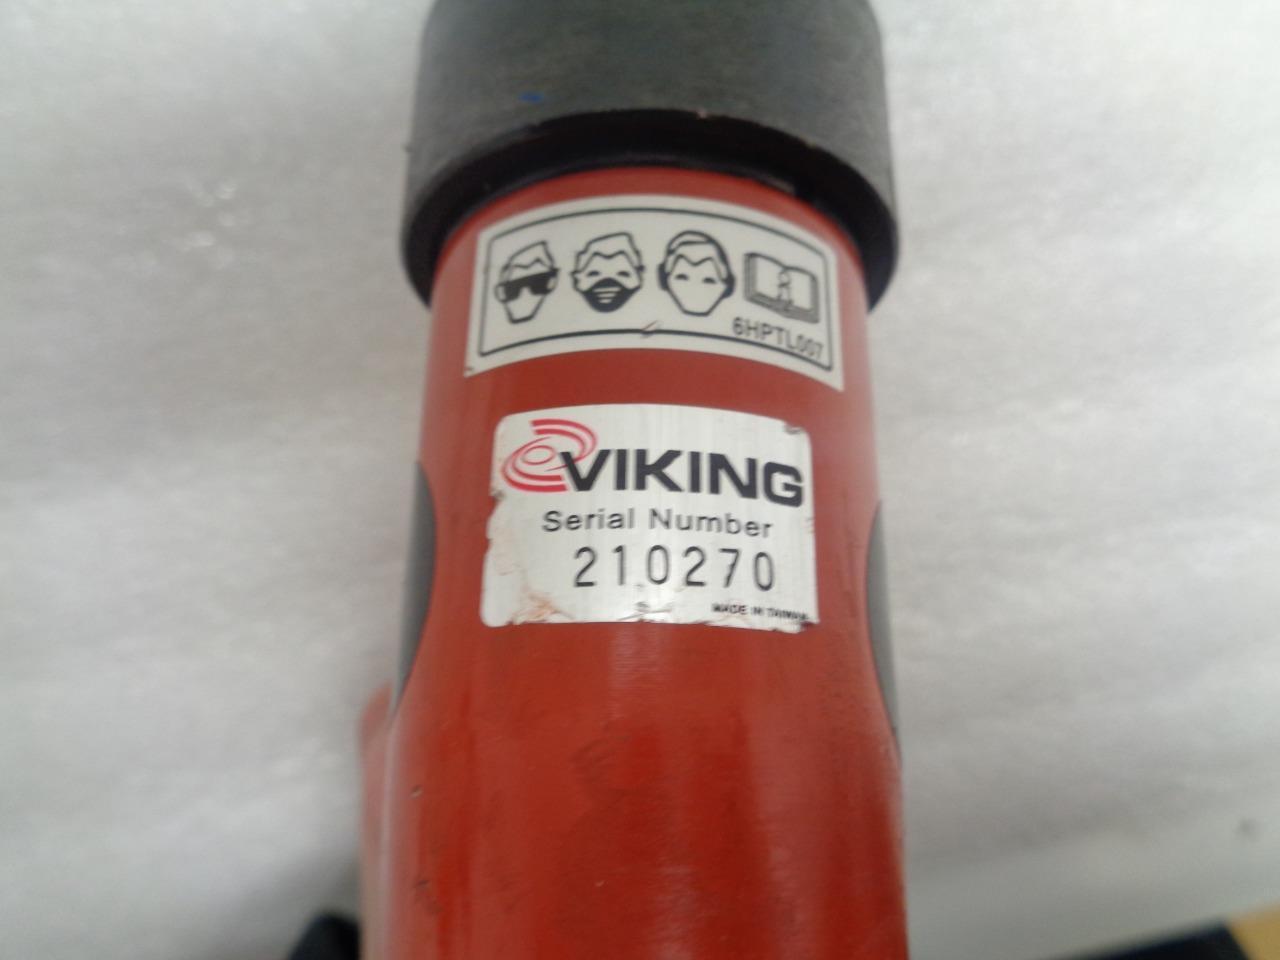 6HPTL007
VIKING
Serial Number
210270
MADE IN TAIWAN